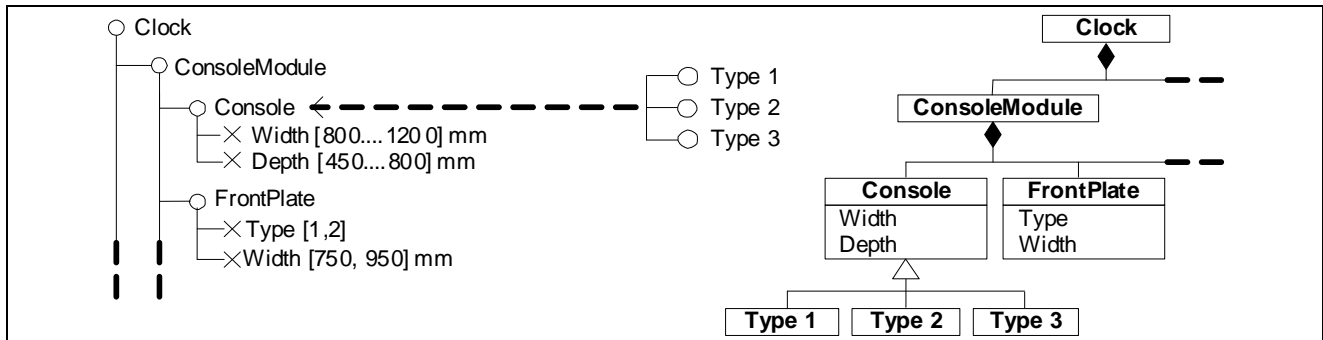 Clock
ConsoleModule
Console
Width [800....1200] mm
Depth [450....800] mm
FrontPlate
Type [1,2]
Width [750, 950] mm
Type 1
Type 2
Type 3
Clock
ConsoleModule
Console
Width
Depth
FrontPlate
Type
Width
Type 1
Type 2
Type 3